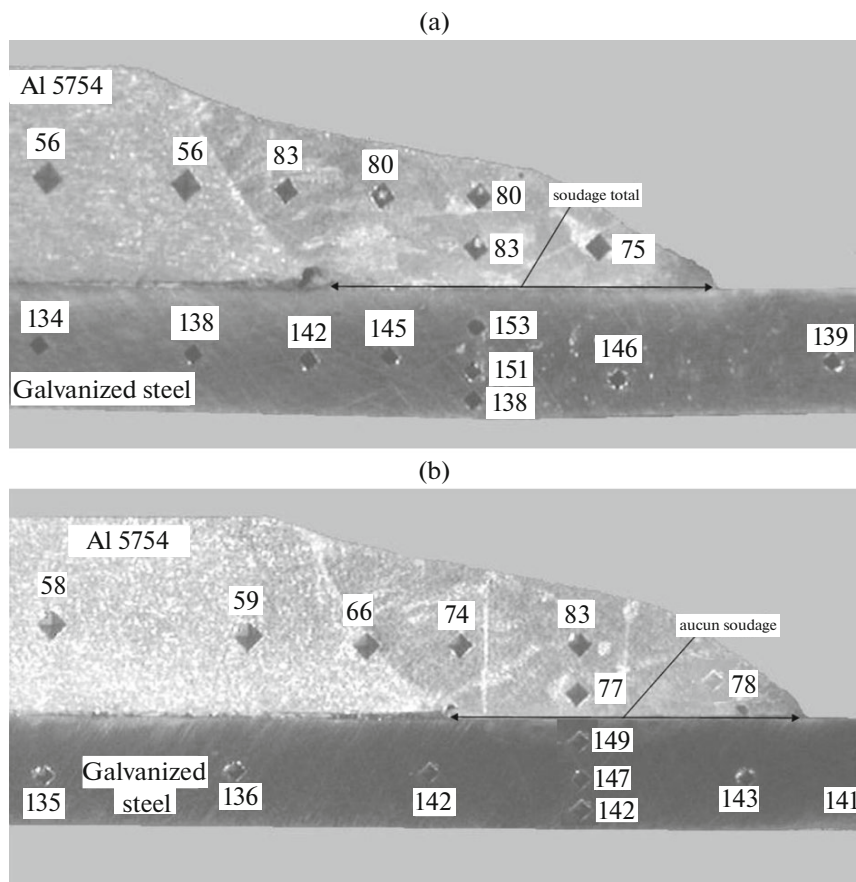 (a)
Al 5754
56 56 83 80 80
soudage total
83 75
134 138 142 145 153 139
151 146
Galvanized steel
138
(b)
Al 5754
58 59 66 74 83
aucun soudage
77 78
149
Galvanized
steel
147
135 136 142 142 143 141